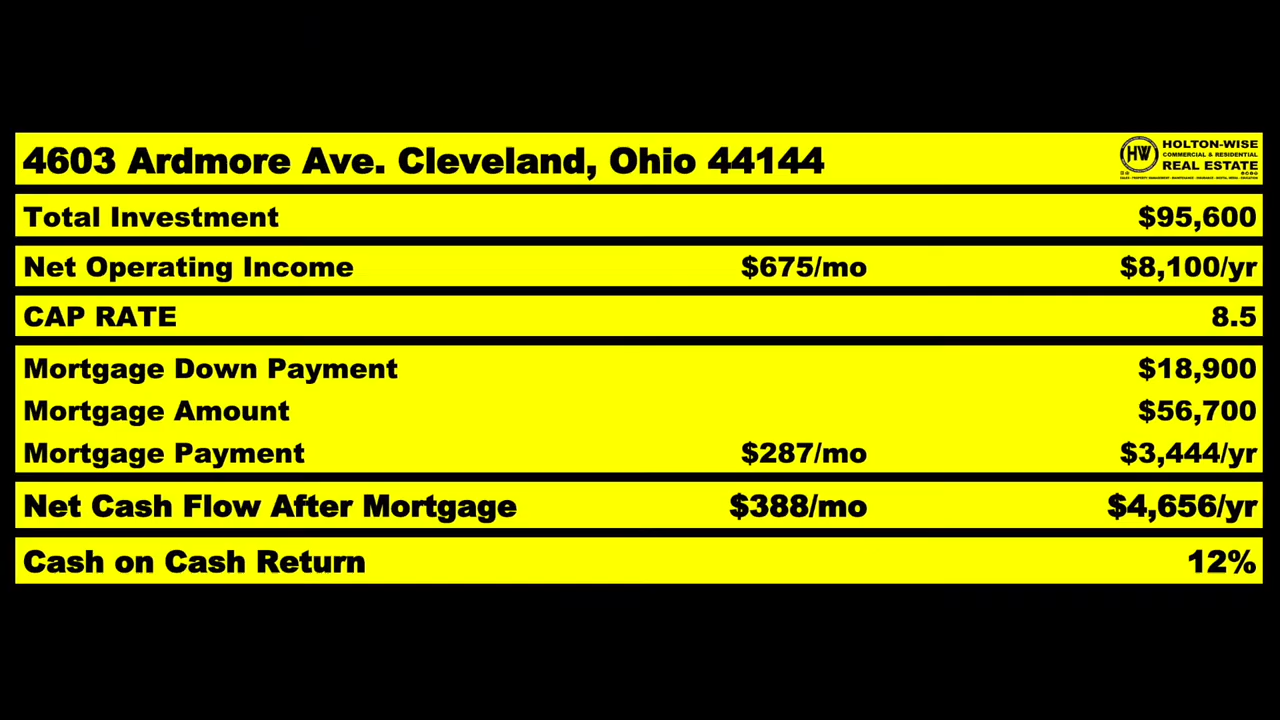 4603 Ardmore Ave. Cleveland, Ohio 44144
HW
HOLTON-WISE
COMMERCIAL & RESIDENTIAL
REAL ESTATE
Total Investment $95,600
Net Operating Income $675/mo $8,100/yr
CAP RATE 8.5
Mortgage Down Payment $18,900
Mortgage Amount $56,700
Mortgage Payment $287/mo $3,444/yr
Net Cash Flow After Mortgage $388/mo $4,656/yr
Cash on Cash Return 12%